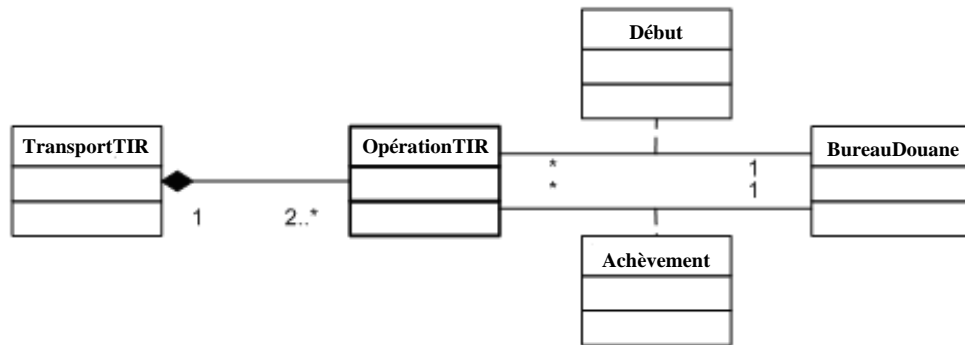 Début
TransportTIR
OpérationTIR
* 1
BureauDouane
* 1
1 2..*
Achèvement